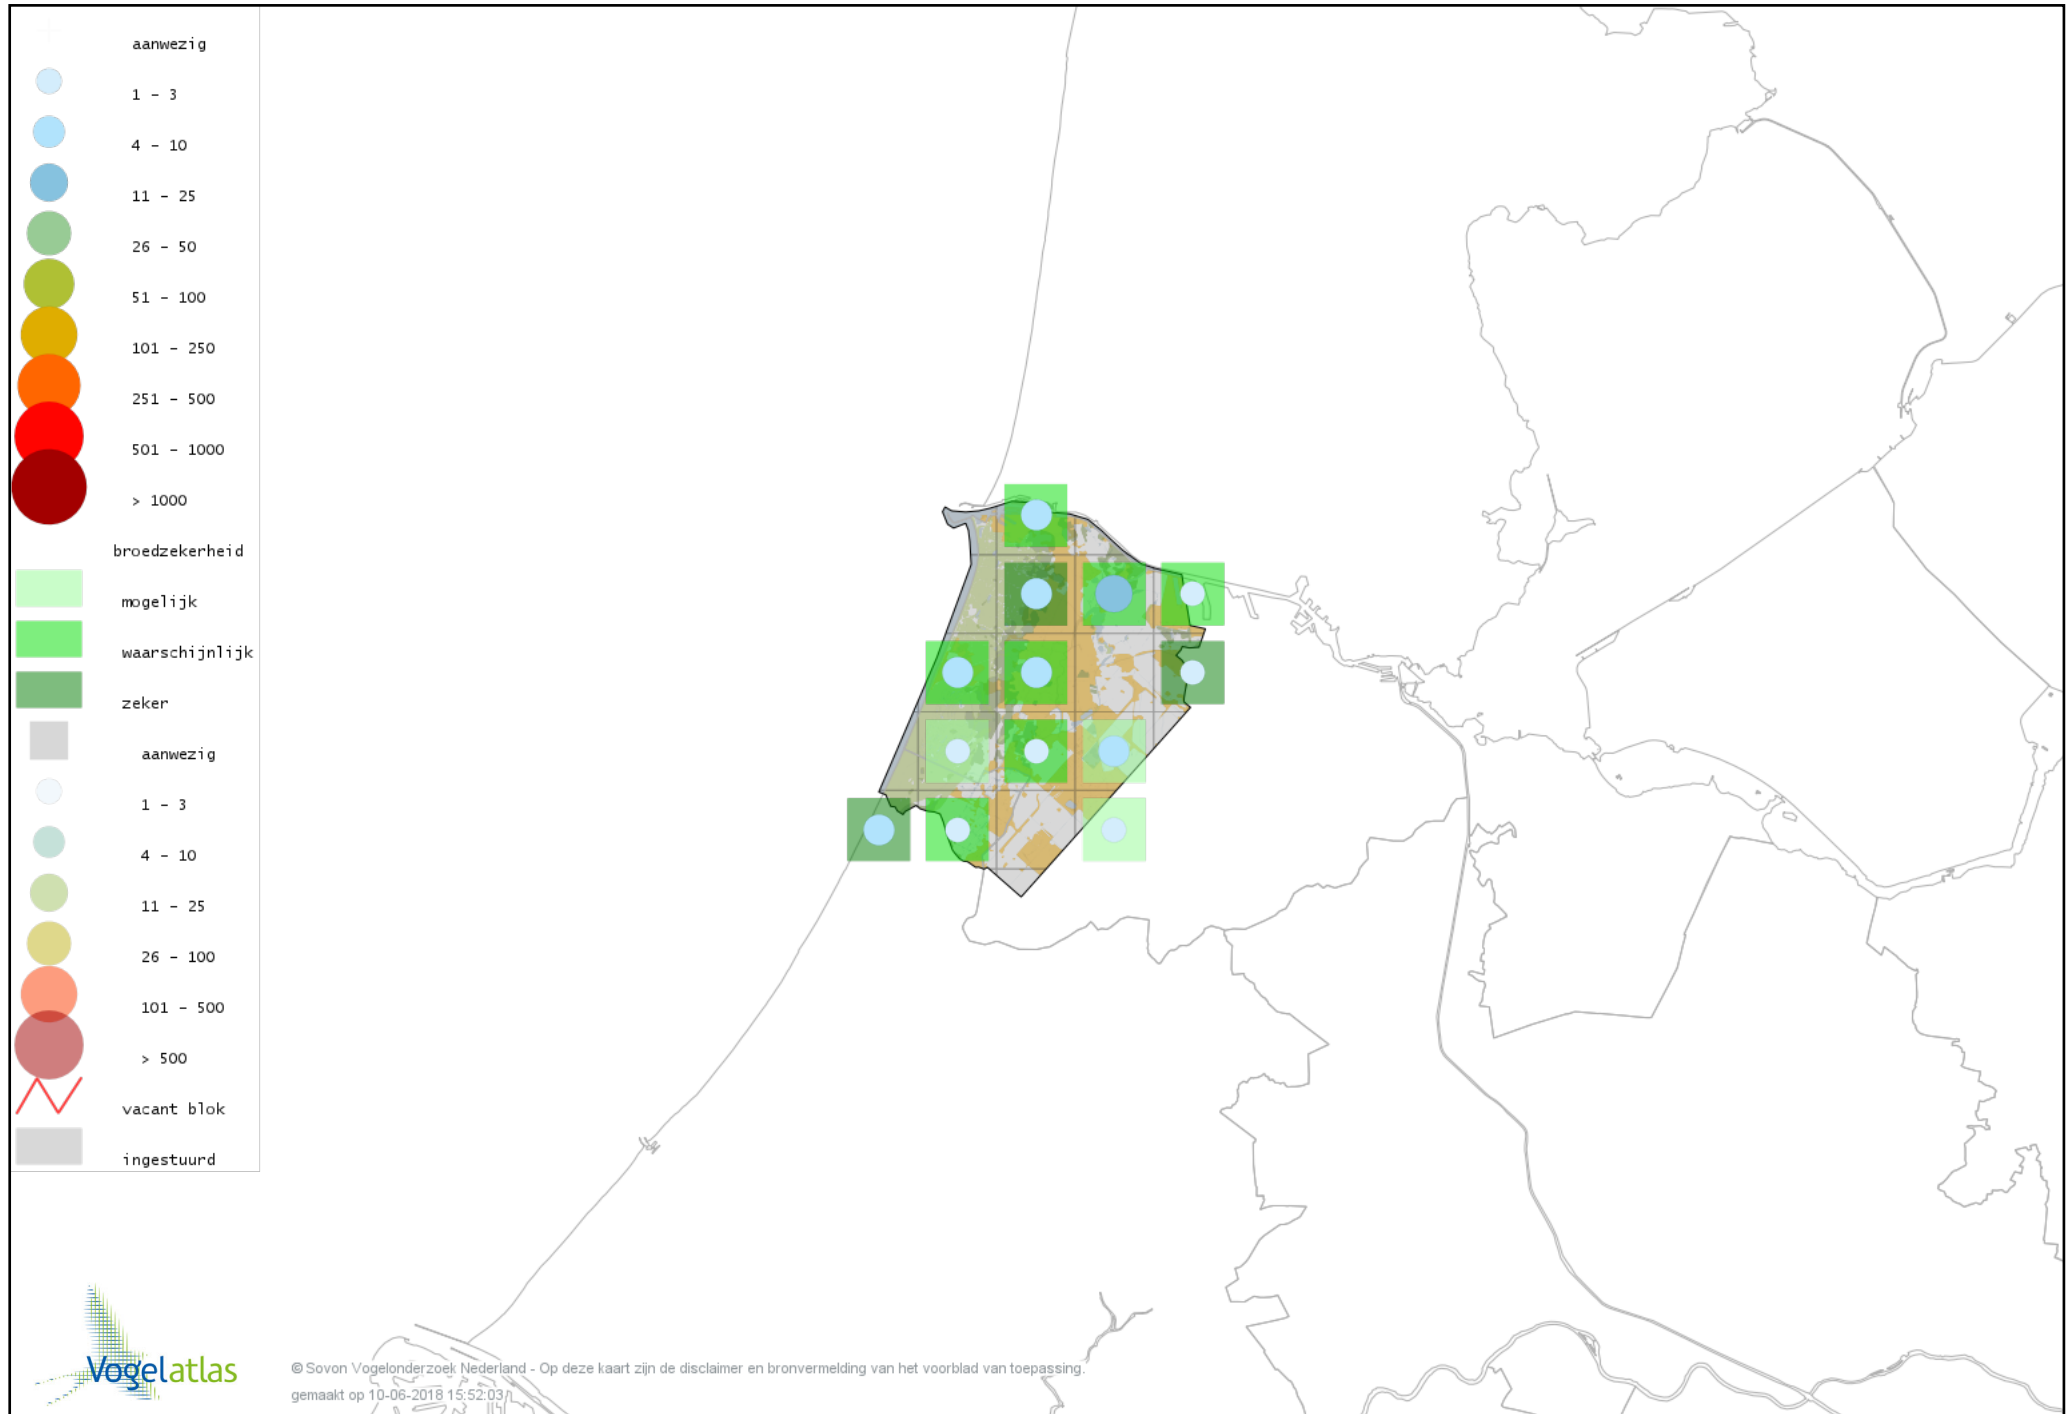 aanwezig
1 - 3
4 - 10
11 - 25
26 - 50
51 - 100
101 - 250
251 - 500
501 - 1000
> 1000
broedzekerheid
mogelijk
waarschijnlijk
zeker
aanwezig
1 - 3
4 - 10
11 - 25
26 - 100
101 - 500
> 500
vacant blok
ingestuurd
Vogelatlas
© Sovon Vogelonderzoek Nederland - Op deze kaart zijn de disclaimer en bronvermelding van het voorblad van toepassing.
gemaakt op 10-06-2018 15:52:03